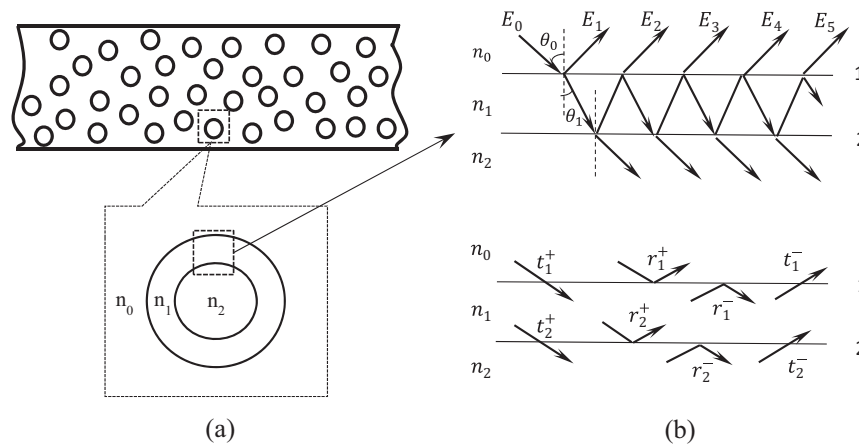 E₀ E₁ E₂ E₃ E₄ E₅
n₀ θ₀
1
n₁ θ₁
2
n₂
n₀ n₁ n₂
n₀ t₁⁺ r₁⁺ t₁⁻
n₁ r₁⁻
t₂⁺ r₂⁺ t₂⁻
2
n₂ r₂⁻
(a) (b)